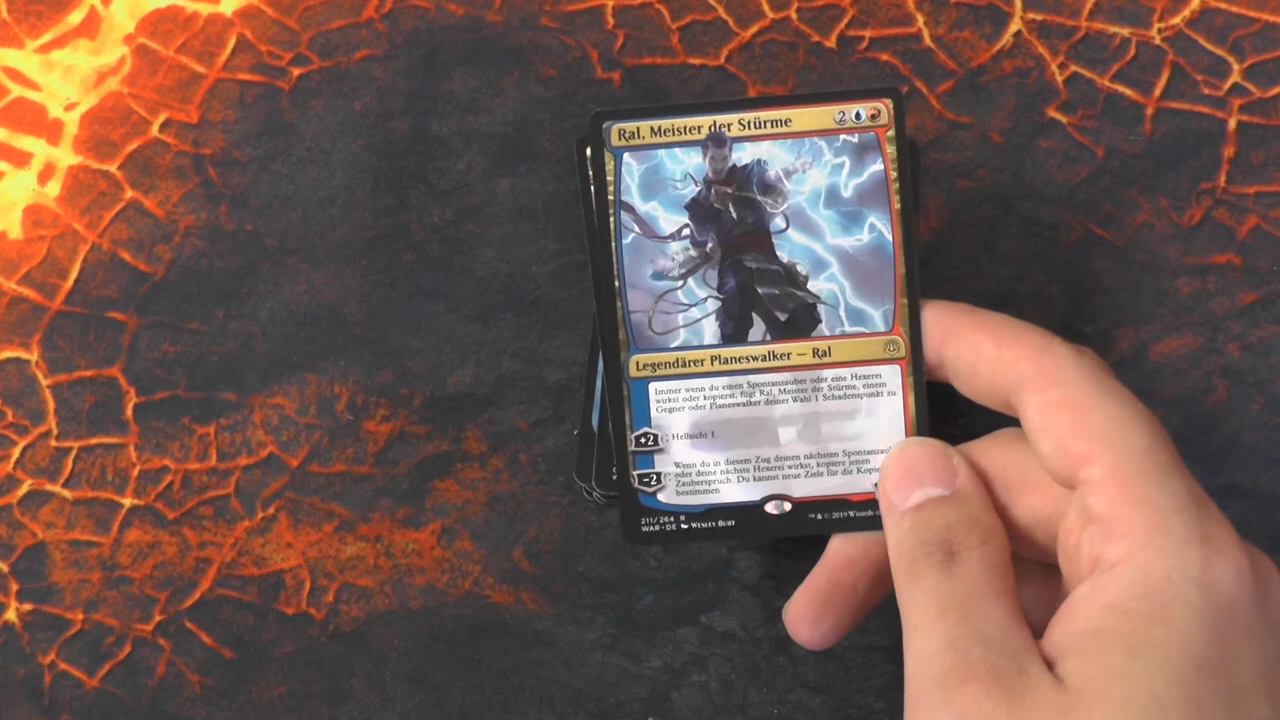 Ral, Meister der Stürme 2
Legendärer Planeswalker — Ral
Immer wenn du einen Spontanzauber oder eine Hexerei
wirkst oder kopierst, fügt Ral, Meister der Stürme, einem
Gegner oder Planeswalker deiner Wahl 1 Schadenspunkt zu.
+2 : Hellsicht 1.
Wenn du in diesem Zug deinen nächsten
-2 : oder deine nächste Hexerei wirkst, kopiere jenen
Zauberspruch. Du kannst neue Ziele für die
bestimmen.
211/264 R
WAR • DE Wesley Burt
™ & © 2019 Wizards